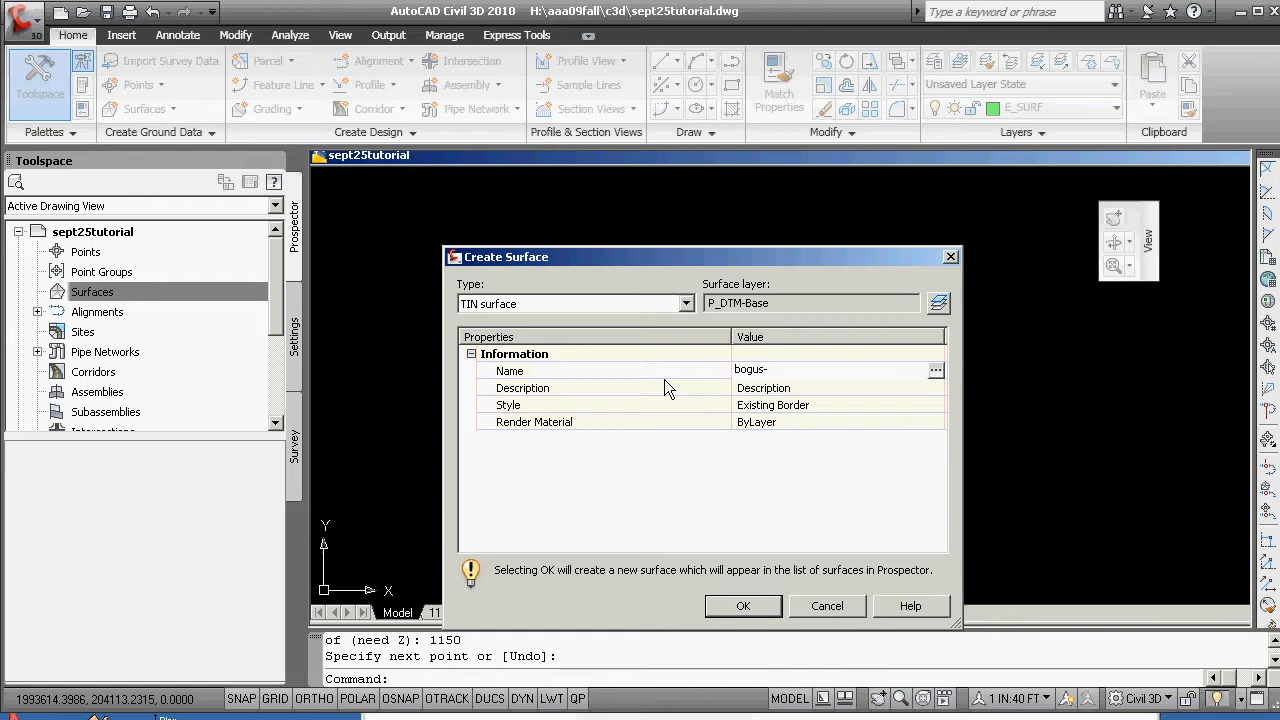 AutoCAD Civil 3D 2010 H:\aaa09fall\c3d\sept25tutorial.dwg
Type a keyword or phrase
3D
Home Insert Annotate Modify Analyze View Output Manage Express Tools
Toolspace
Import Survey Data
Points
Surfaces
Parcel
Feature Line
Grading
Alignment
Profile
Corridor
Intersection
Assembly
Pipe Network
Profile View
Sample Lines
Section Views
Match Properties
Unsaved Layer State
E_SURF
Paste
Palettes Create Ground Data Create Design Profile & Section Views Draw Modify Layers Clipboard
Toolspace
Active Drawing View
sept25tutorial
Points
Point Groups
Surfaces
Alignments
Sites
Pipe Networks
Corridors
Assemblies
Subassemblies
Intersections
Prospector
Settings
Survey
sept25tutorial
View
Create Surface
Type: Surface layer:
TIN surface P_DTM-Base
Properties Value
Information
Name bogus-
Description Description
Style Existing Border
Render Material ByLayer
Selecting OK will create a new surface which will appear in the list of surfaces in Prospector.
OK Cancel Help
Y
X
Model 11
of (need Z): 1150
Specify next point or [Undo]:
Command:
1993614.3986, 204113.2315, 0.0000 SNAP GRID ORTHO POLAR OSNAP OTRACK DUCS DYN LWT QP MODEL 1 IN:40 FT Civil 3D